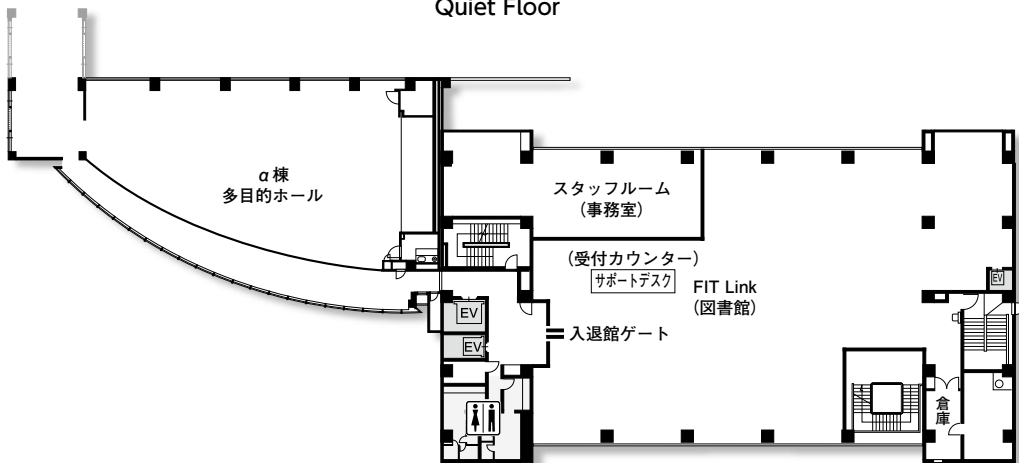 Quiet Floor
α棟
多目的ホール
スタッフルーム
（事務室）
（受付カウンター）
サポートデスク
FIT Link
（図書館）
EV
EV
EV
入退館ゲート
倉庫